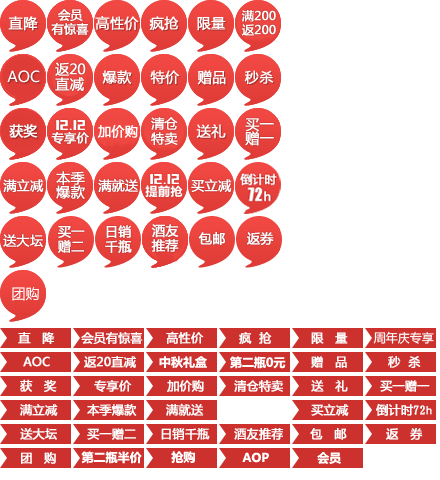 直降 会员有惊喜 高性价 疯抢 限量 满200返200
AOC 返20直减 爆款 特价 赠品 秒杀
获奖 12.12专享价 加价购 清仓特卖 送礼 买一赠一
满立减 本季爆款 满就送 12.12提前抢 买立减 倒计时72h
送大坛 买一赠二 日销千瓶 酒友推荐 包邮 返券
团购
直降 会员有惊喜 高性价 疯抢 限量 周年庆专享
AOC 返20直减 中秋礼盒 第二瓶0元 赠品 秒杀
获奖 专享价 加价购 清仓特卖 送礼 买一赠一
满立减 本季爆款 满就送 买立减 倒计时72h
送大坛 买一赠二 日销千瓶 酒友推荐 包邮 返券
团购 第二瓶半价 抢购 AOP 会员